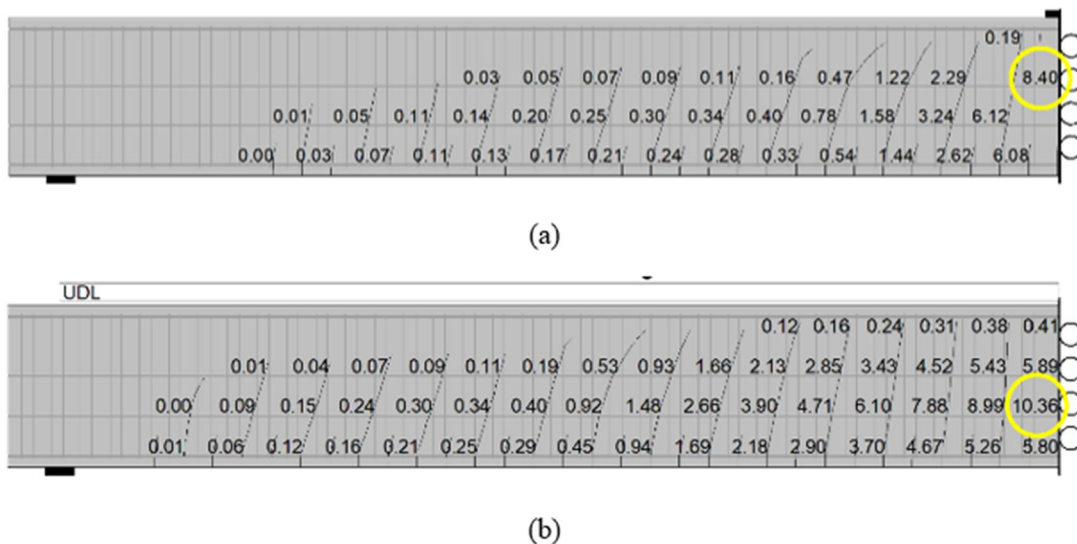 0.19
0.03 0.05 0.07 0.09 0.11 0.16 0.47 1.22 2.29 8.40
0.01 0.05 0.11 0.14 0.20 0.25 0.30 0.34 0.40 0.78 1.58 3.24 6.12
0.00 0.03 0.07 0.11 0.13 0.17 0.21 0.24 0.28 0.33 0.54 1.44 2.62 6.08
(a)
UDL
0.12 0.16 0.24 0.31 0.38 0.41
0.01 0.04 0.07 0.09 0.11 0.19 0.53 0.93 1.66 2.13 2.85 3.43 4.52 5.43 5.89
0.00 0.09 0.15 0.24 0.30 0.34 0.40 0.92 1.48 2.66 3.90 4.71 6.10 7.88 8.99 10.36
0.01 0.06 0.12 0.16 0.21 0.25 0.29 0.45 0.94 1.69 2.18 2.90 3.70 4.67 5.26 5.80
(b)